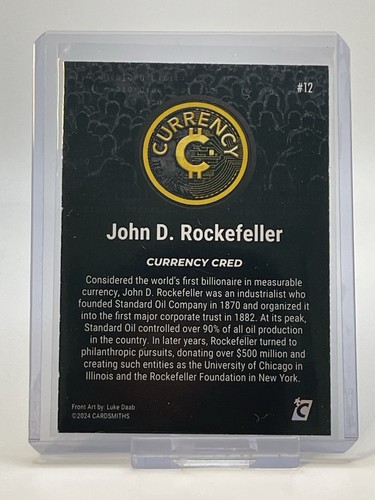 #12
CURRENCY
John D. Rockefeller
CURRENCY CRED
Considered the world's first billionaire in measurable
currency, John D. Rockefeller was an industrialist who
founded Standard Oil Company in 1870 and organized it
into the first major corporate trust in 1882. At its peak,
Standard Oil controlled over 90% of all oil production
in the country. In later years, Rockefeller turned to
philanthropic pursuits, donating over $500 million and
creating such entities as the University of Chicago in
Illinois and the Rockefeller Foundation in New York.
Front Art by: Luke Daab
©2024 CARDSMITHS